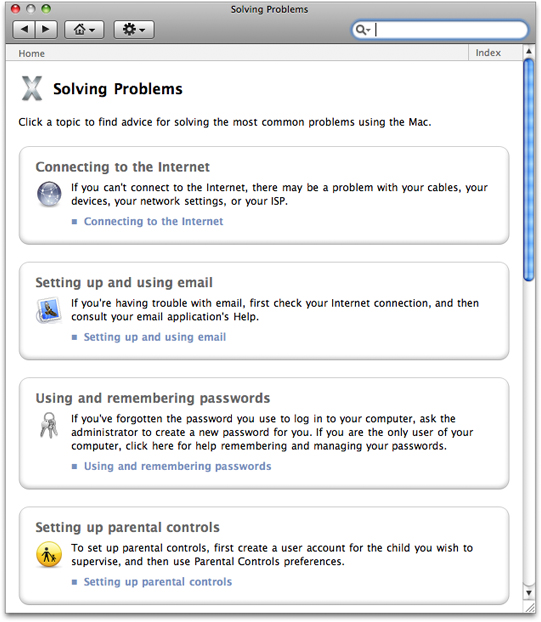 Solving Problems
Home
Index
Solving Problems
Click a topic to find advice for solving the most common problems using the Mac.
Connecting to the Internet
If you can't connect to the Internet, there may be a problem with your cables, your
devices, your network settings, or your ISP.
Connecting to the Internet
Setting up and using email
If you're having trouble with email, first check your Internet connection, and then
consult your email application's Help.
Setting up and using email
Using and remembering passwords
If you've forgotten the password you use to log in to your computer, ask the
administrator to create a new password for you. If you are the only user of your
computer, click here for help remembering and managing your passwords.
Using and remembering passwords
Setting up parental controls
To set up parental controls, first create a user account for the child you wish to
supervise, and then use Parental Controls preferences.
Setting up parental controls